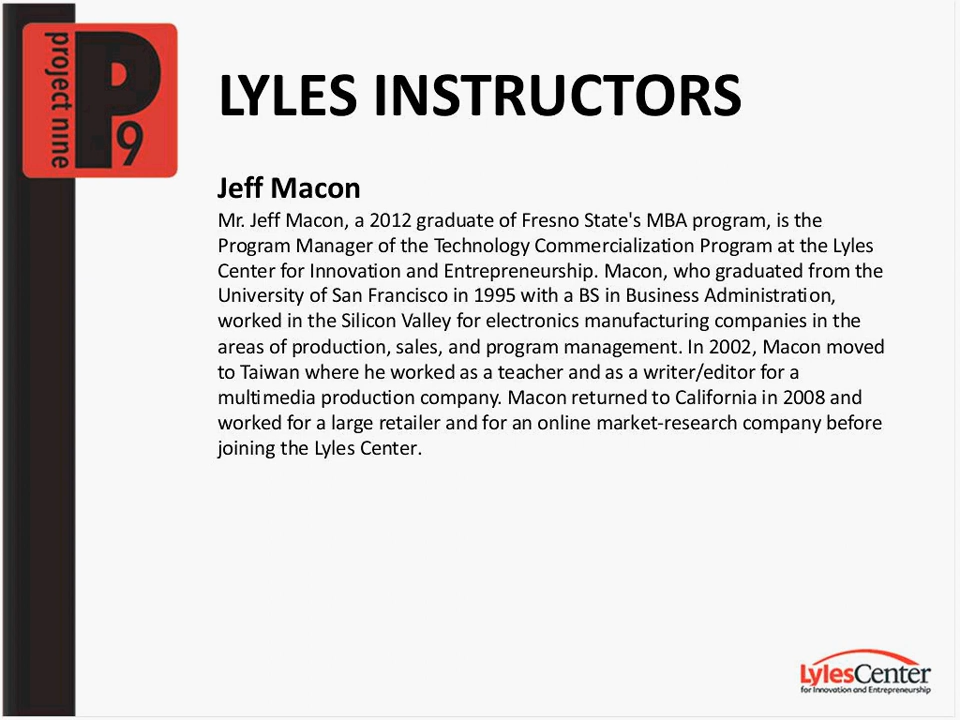 project nine
P
9
LYLES INSTRUCTORS
Jeff Macon
Mr. Jeff Macon, a 2012 graduate of Fresno State's MBA program, is the
Program Manager of the Technology Commercialization Program at the Lyles
Center for Innovation and Entrepreneurship. Macon, who graduated from the
University of San Francisco in 1995 with a BS in Business Administration,
worked in the Silicon Valley for electronics manufacturing companies in the
areas of production, sales, and program management. In 2002, Macon moved
to Taiwan where he worked as a teacher and as a writer/editor for a
multimedia production company. Macon returned to California in 2008 and
worked for a large retailer and for an online market-research company before
joining the Lyles Center.
LylesCenter
for Innovation and Entrepreneurship